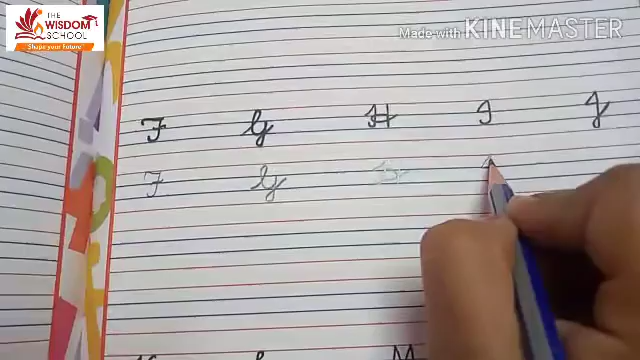 THE
WISDOM
SCHOOL
Shape your Future
Made with KINEMASTER
F G H I J
F G H
M